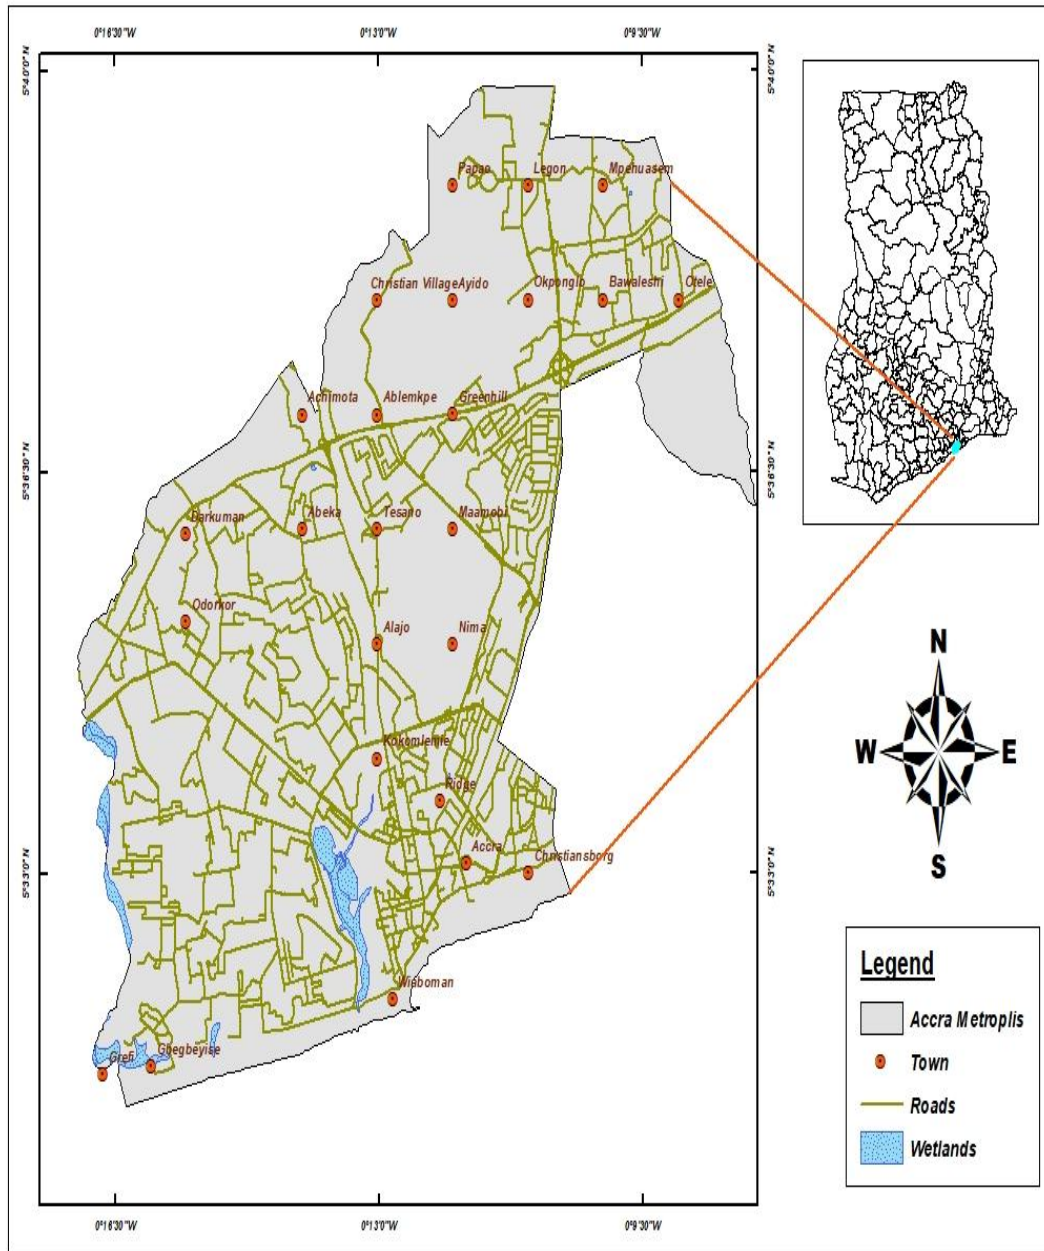 0°16'30"W 0°13'0"W 0°9'30"W
5°40'0"N 5°40'0"N
Papao Legon Mpehuasem
Christian Village Ayido Okponglo Bawaleshi Otele
Achimota Ablemkpe Greenhill
5°36'30"N 5°36'30"N
Darkuman Abeka Tesano Maamobi
Odorkor
Alajo Nima
Kokomlemle
Ridge
Accra Christiansborg
5°33'0"N 5°33'0"N
Wiaboman
Grefi Gbegbeyise
0°16'30"W 0°13'0"W 0°9'30"W
N
W E
S
Legend
Accra Metroplis
Town
Roads
Wetlands